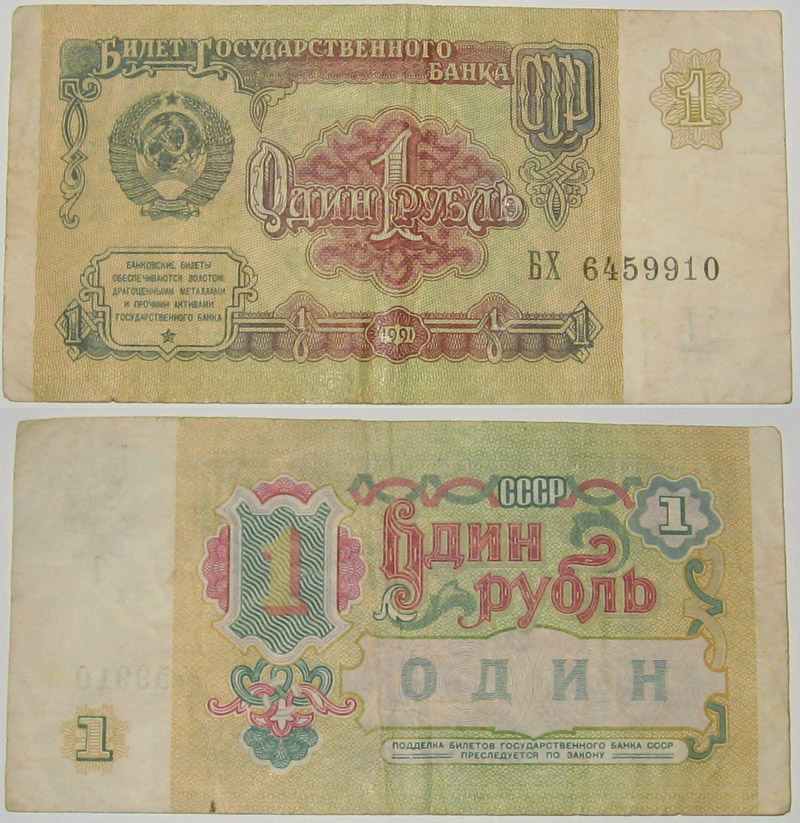 Билет Государственного
Банка
СССР
1
Один 1 рубль
БХ 6459910
БАНКОВСКИЕ БИЛЕТЫ
ОБЕСПЕЧИВАЮТСЯ ЗОЛОТОМ,
ДРАГОЦЕННЫМИ МЕТАЛЛАМИ
И ПРОЧИМИ АКТИВАМИ
ГОСУДАРСТВЕННОГО БАНКА
1 1 1991 1 1
СССР
1
1
Один
рубль
ОДИН
1
ПОДДЕЛКА БИЛЕТОВ ГОСУДАРСТВЕННОГО БАНКА СССР
ПРЕСЛЕДУЕТСЯ ПО ЗАКОНУ